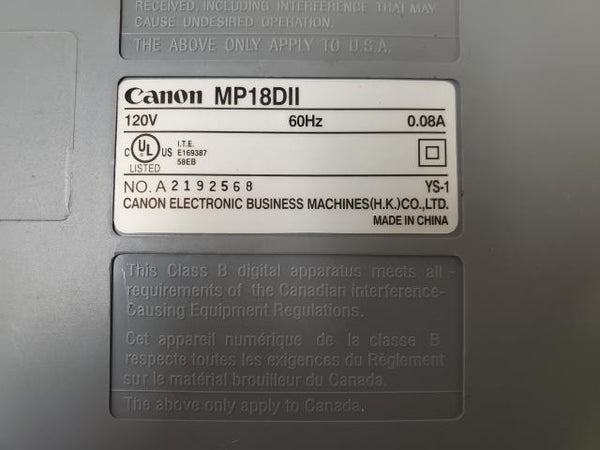 RECEIVED, INCLUDING INTERFERENCE THAT MAY
CAUSE UNDESIRED OPERATION.
THE ABOVE ONLY APPLY TO U.S.A.
Canon MP18DII
120V 60Hz 0.08A
C UL US LISTED I.T.E. E169387 58EB
NO. A 2192568 YS-1
CANON ELECTRONIC BUSINESS MACHINES(H.K.)CO.,LTD.
MADE IN CHINA
This Class B digital apparatus meets all
requirements of the Canadian Interference-
Causing Equipment Regulations.
Cet appareil numérique de la classe B
respecte toutes les exigences du Règlement
sur le matérial brouilleur du Canada.
The above only apply to Canada.